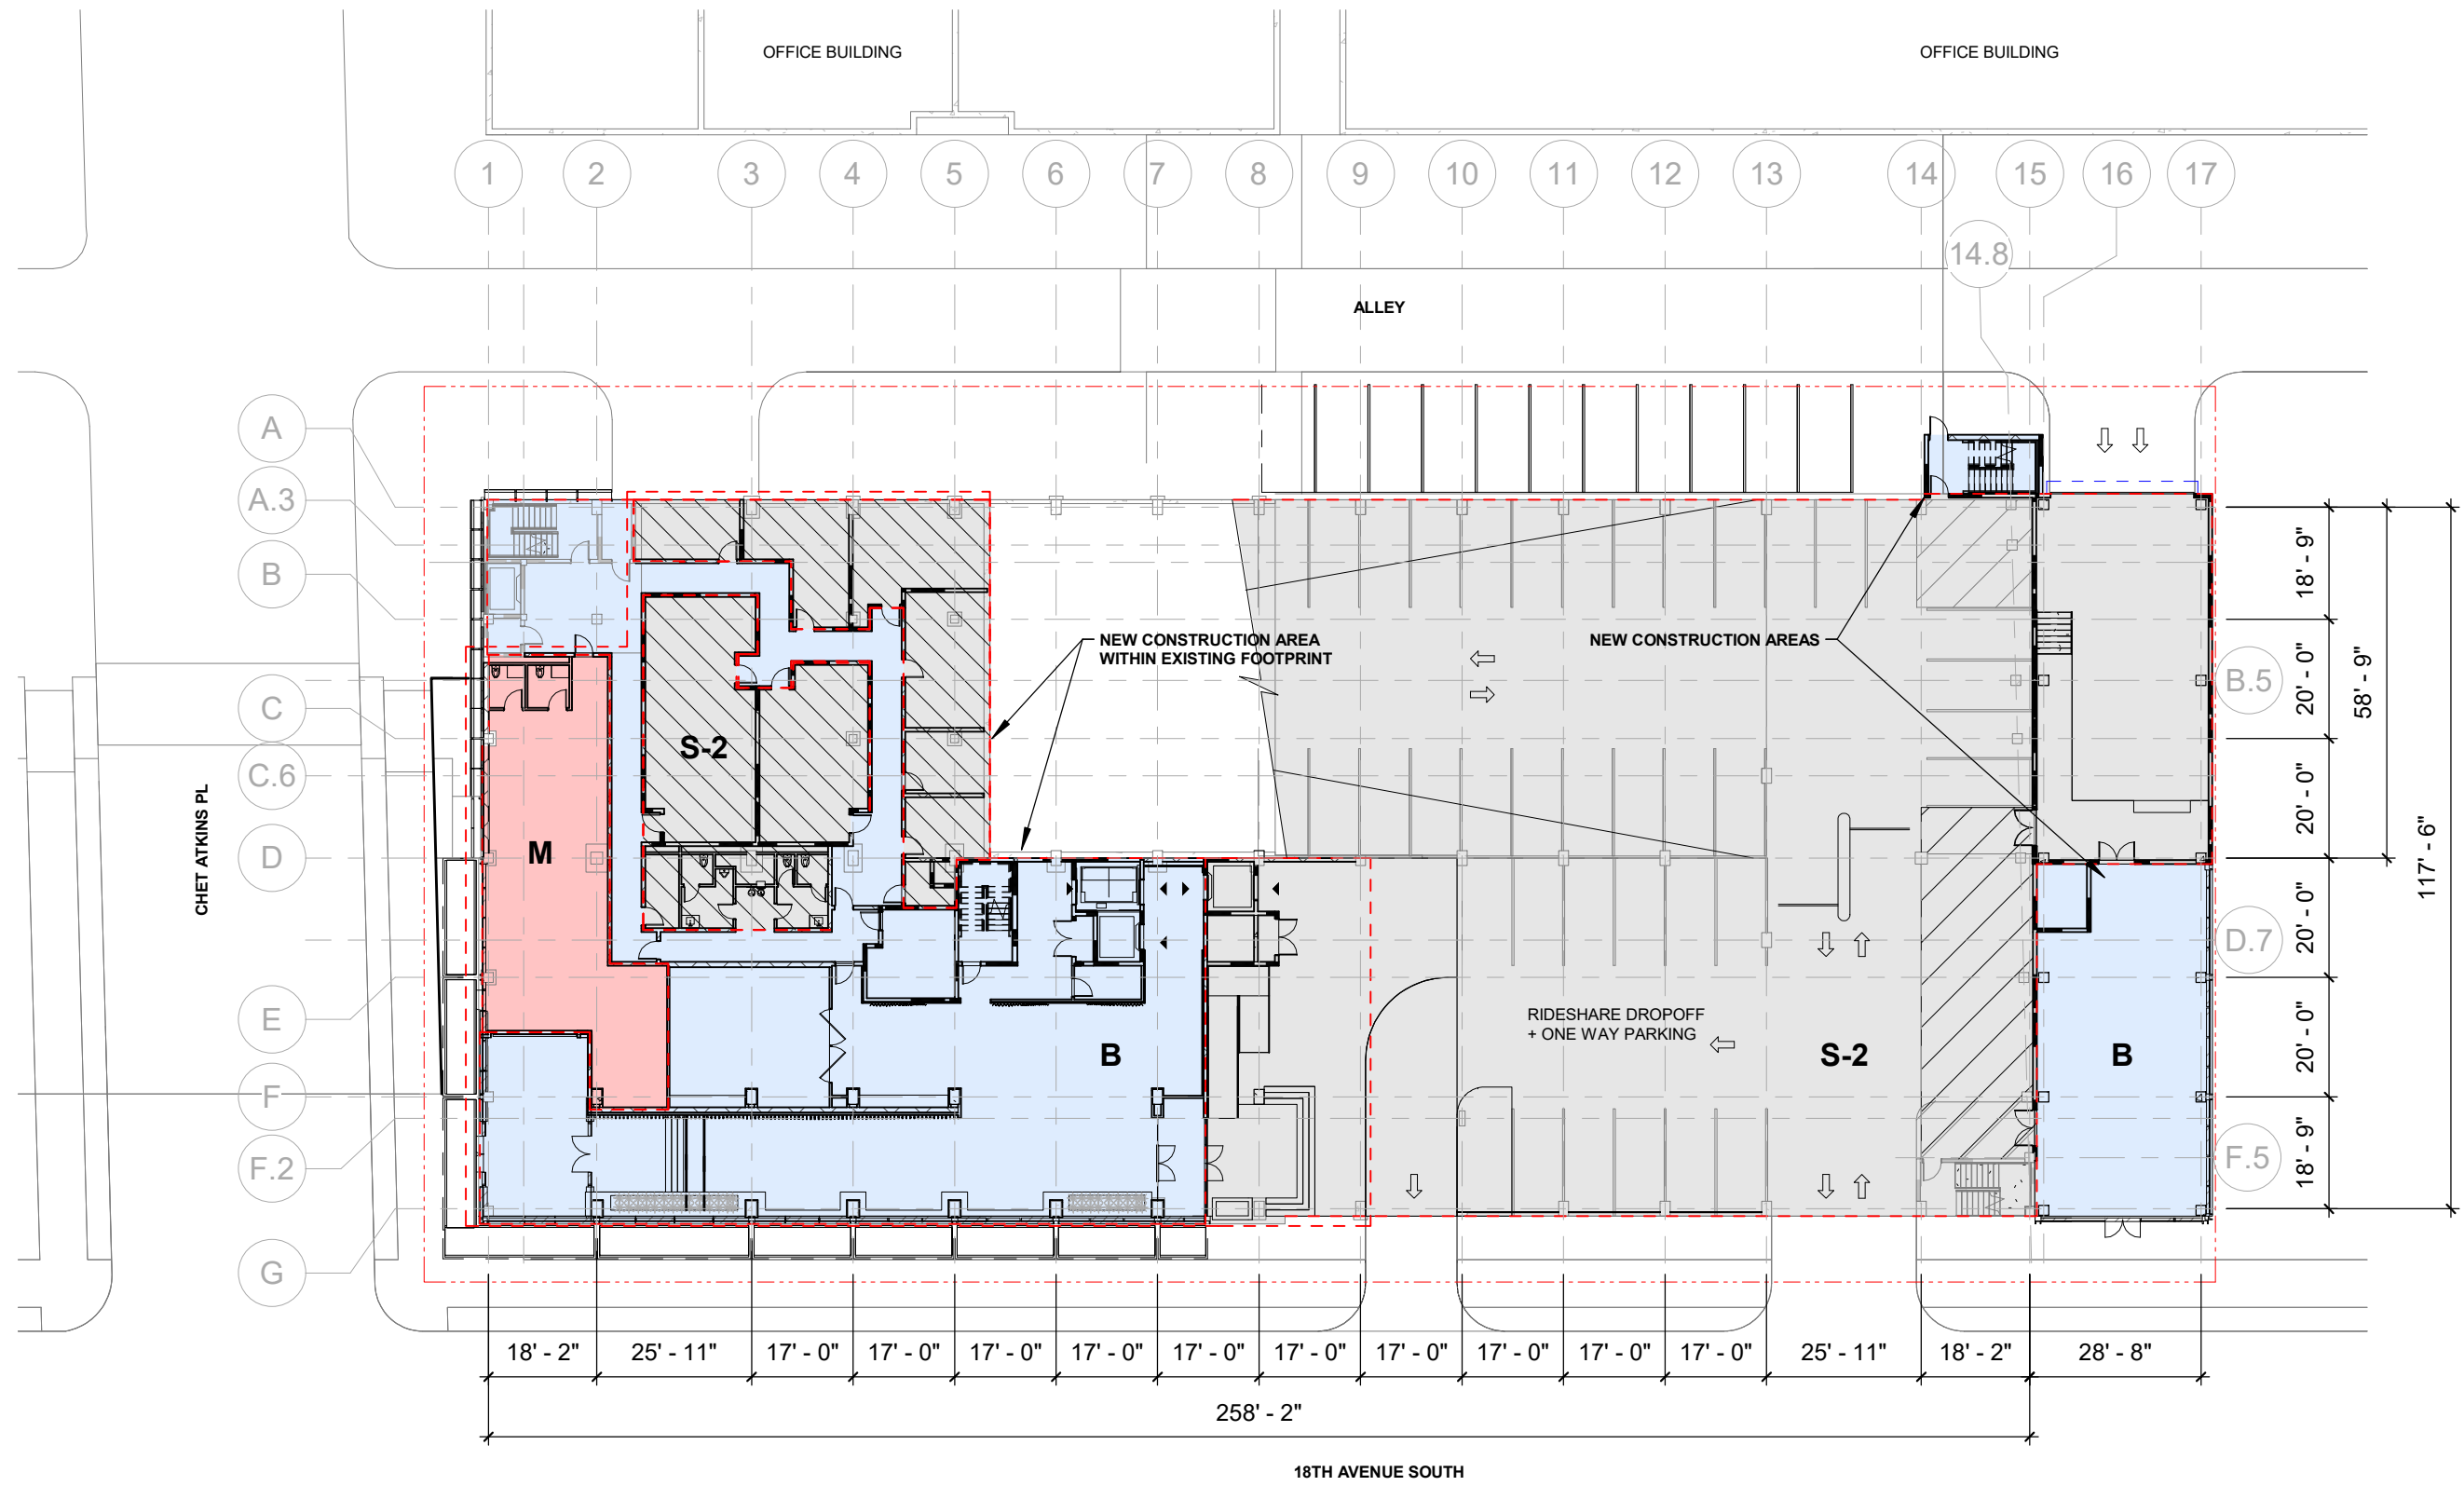 OFFICE BUILDING
OFFICE BUILDING
1
2
3
4
5
6
7
8
9
10
11
12
13
14
15
16
17
14.8
ALLEY
A
A.3
B
C
C.6
D
E
F
F.2
G
CHET ATKINS PL
NEW CONSTRUCTION AREA
WITHIN EXISTING FOOTPRINT
NEW CONSTRUCTION AREAS
S-2
M
B
RIDESHARE DROPOFF
+ ONE WAY PARKING
S-2
B
B.5
D.7
F.5
18' - 9"
20' - 0"
20' - 0"
20' - 0"
20' - 0"
18' - 9"
58' - 9"
117' - 6"
18' - 2"
25' - 11"
17' - 0"
17' - 0"
17' - 0"
17' - 0"
17' - 0"
17' - 0"
17' - 0"
17' - 0"
17' - 0"
17' - 0"
25' - 11"
18' - 2"
28' - 8"
258' - 2"
18TH AVENUE SOUTH